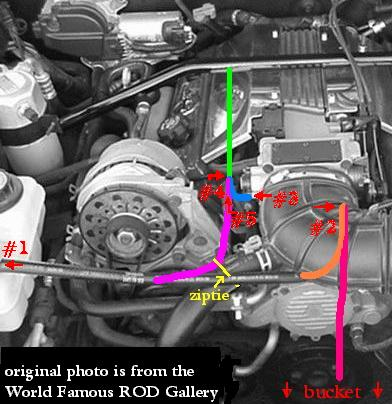 #4
#3
#5
#2
#1
ziptie
original photo is from the
World Famous ROD Gallery
bucket